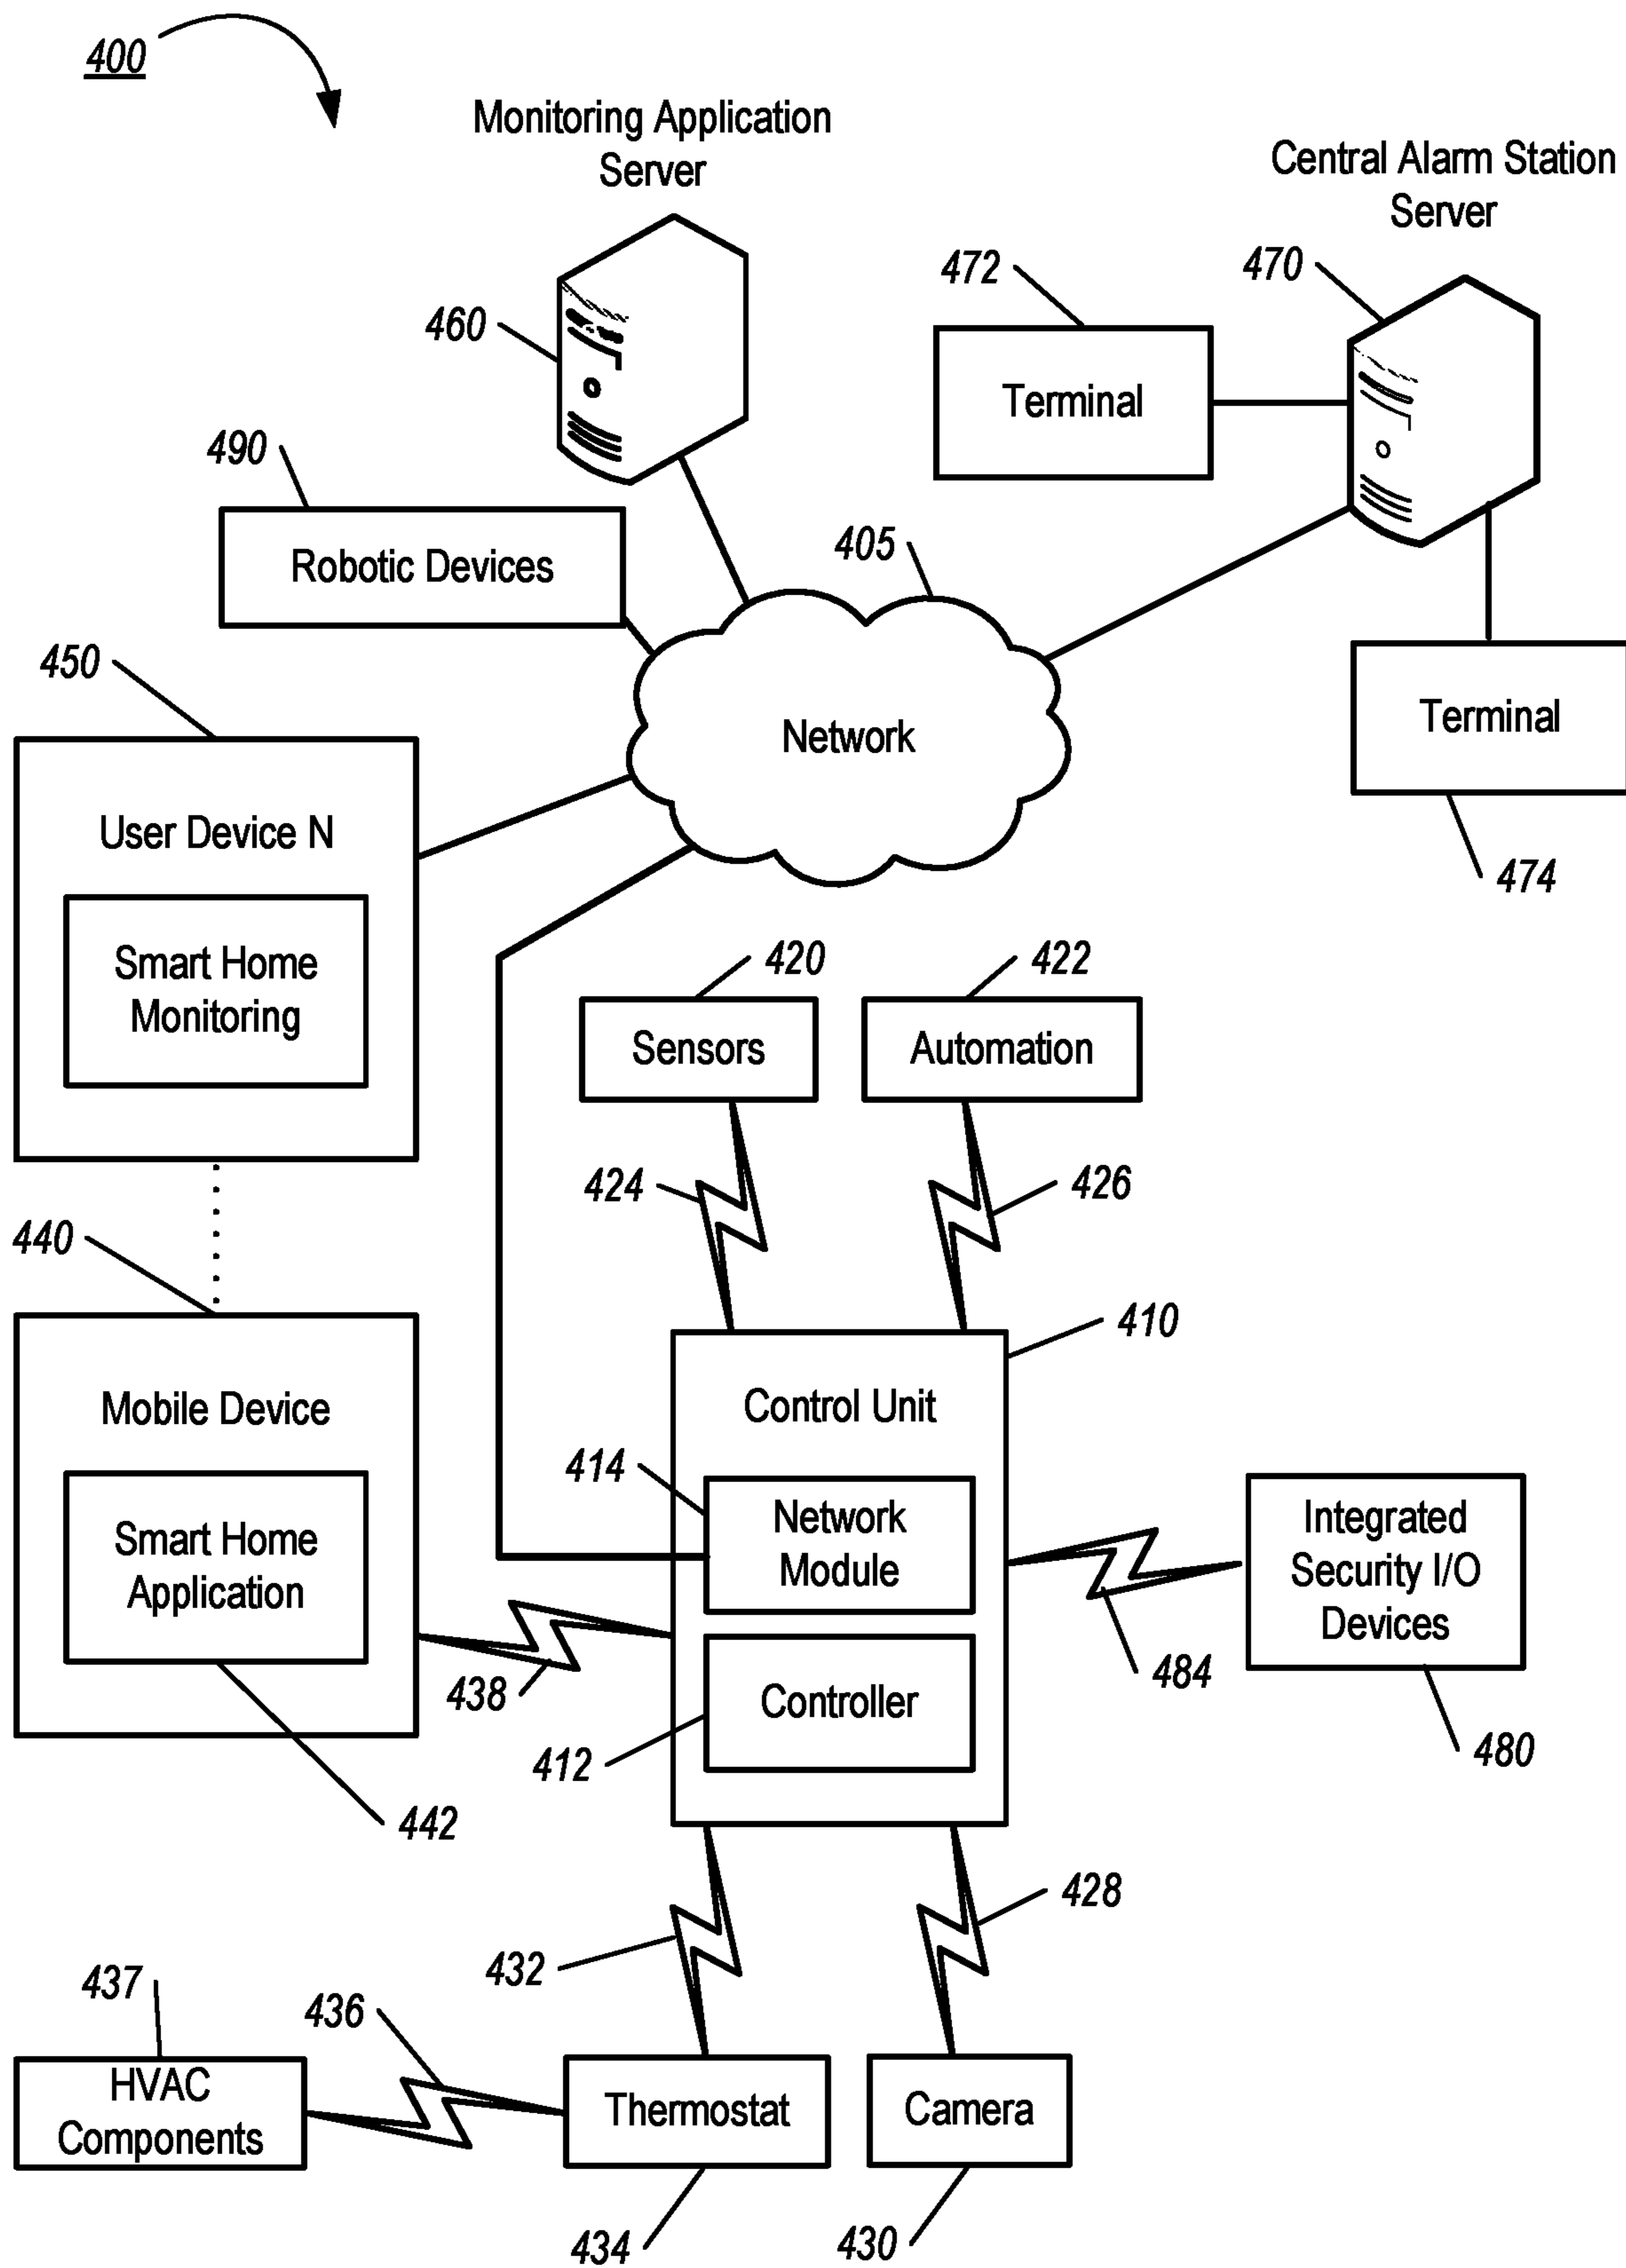 400
Monitoring Application
Server
Central Alarm Station
Server
472
470
460
Terminal
490
Robotic Devices
405
450
Network
Terminal
User Device N
474
Smart Home
Monitoring
420
422
Sensors
Automation
424
426
440
410
Mobile Device
Control Unit
414
Smart Home
Application
Network
Module
Integrated
Security I/O
Devices
438
484
Controller
412
480
442
428
432
437
436
HVAC
Components
Thermostat
Camera
434
430